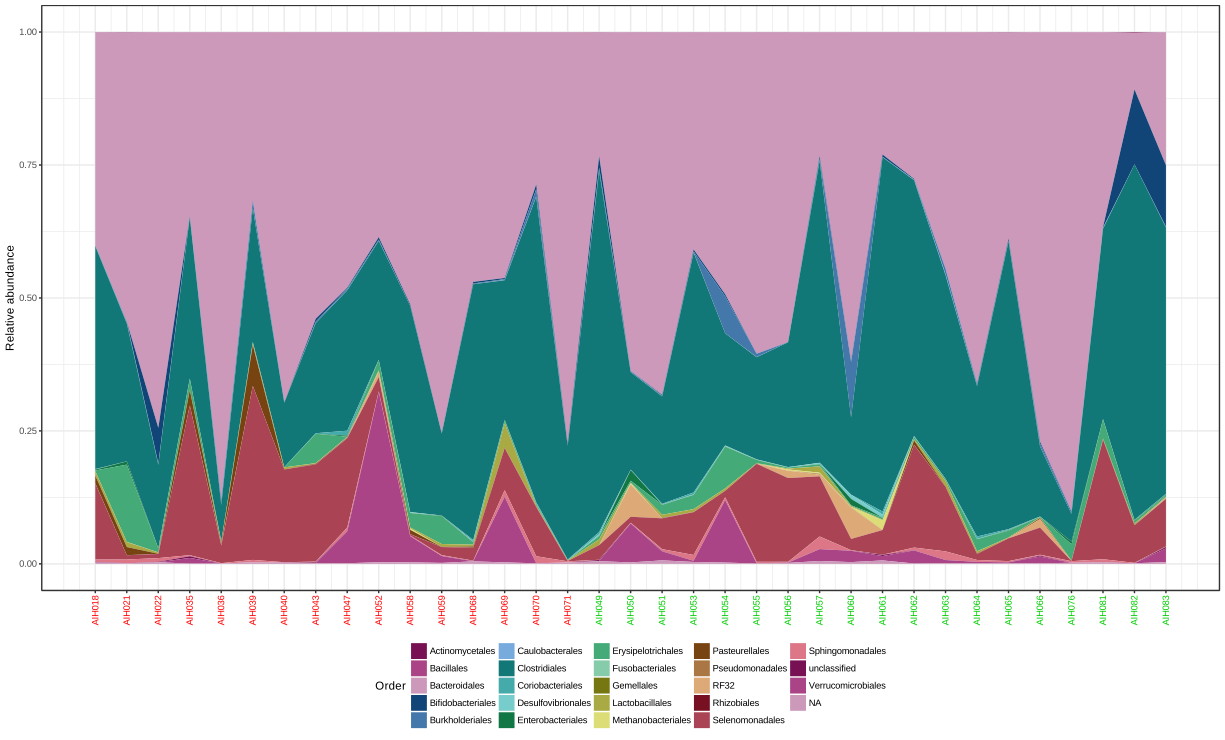 1.00
0.75
0.50
0.25
0.00
Relative abundance
AIH018 AIH021 AIH022 AIH035 AIH036 AIH039 AIH040 AIH043 AIH047 AIH052 AIH058 AIH059 AIH068 AIH069 AIH070 AIH071 AIH049 AIH050 AIH051 AIH053 AIH054 AIH055 AIH056 AIH057 AIH060 AIH061 AIH062 AIH063 AIH064 AIH065 AIH066 AIH076 AIH081 AIH082 AIH083
Order
Actinomycetales Caulobacterales Erysipelotrichales Pasteurellales Sphingomonadales
Bacillales Clostridiales Fusobacteriales Pseudomonadales unclassified
Bacteroidales Coriobacteriales Gemellales RF32 Verrucomicrobiales
Bifidobacteriales Desulfovibrionales Lactobacillales Rhizobiales NA
Burkholderiales Enterobacteriales Methanobacteriales Selenomonadales